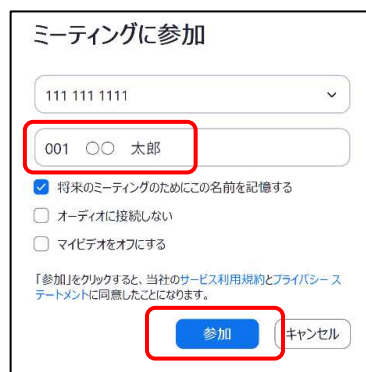 ミーティングに参加
111 111 1111
001 〇〇 太郎
将来のミーティングのためにこの名前を記憶する
オーディオに接続しない
マイビデオをオフにする
「参加」をクリックすると、当社のサービス利用規約とプライバシー ス
テートメントに同意したことになります。
参加 キャンセル